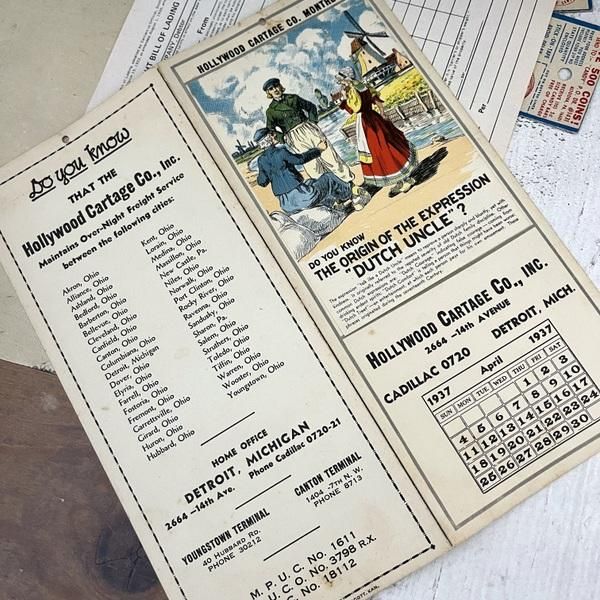 Do You Know
THAT THE
Hollywood Cartage Co., Inc.
Maintains Over-Night Freight Service
between the following cities:
Akron, Ohio
Alliance, Ohio
Ashland, Ohio
Bedford, Ohio
Barberton, Ohio
Bellevue, Ohio
Cleveland, Ohio
Canfield, Ohio
Canton, Ohio
Columbiana, Ohio
Detroit, Michigan
Dover, Ohio
Elyria, Ohio
Farrell, Ohio
Fostoria, Ohio
Fremont, Ohio
Garrettsville, Ohio
Girard, Ohio
Huron, Ohio
Hubbard, Ohio
Kent, Ohio
Lorain, Ohio
Medina, Ohio
Massillon, Ohio
New Castle, Pa.
Niles, Ohio
Norwalk, Ohio
Port Clinton, Ohio
Rocky River, Ohio
Ravenna, Ohio
Sandusky, Ohio
Sharon, Pa.
Salem, Ohio
Struthers, Ohio
Toledo, Ohio
Tiffin, Ohio
Warren, Ohio
Wooster, Ohio
Youngstown, Ohio
HOME OFFICE
DETROIT, MICHIGAN
2664 -14th Ave. Phone Cadillac 0720-21
YOUNGSTOWN TERMINAL
40 HUBBARD RD.
PHONE 30212
CANTON TERMINAL
1404 -7TH N. W.
PHONE 8713
M. P. U. C. No. 1611
U. C. O. No. 3798 R.X.
C. No. 18112
HOLLYWOOD CARTAGE CO. MONTH
DO YOU KNOW
THE ORIGIN OF THE EXPRESSION
"DUTCH UNCLE"?
HOLLYWOOD CARTAGE CO., INC.
2664 -14th AVENUE
CADILLAC 0720 DETROIT, MICH.
1937 April 1937
SUN. MON. TUE. WED. THU. FRI. SAT.
1 2 3
4 5 6 7 8 9 10
11 12 13 14 15 16 17
18 19 20 21 22 23 24
25 26 27 28 29 30
BILL OF LADING
From
Per
500
COINS!